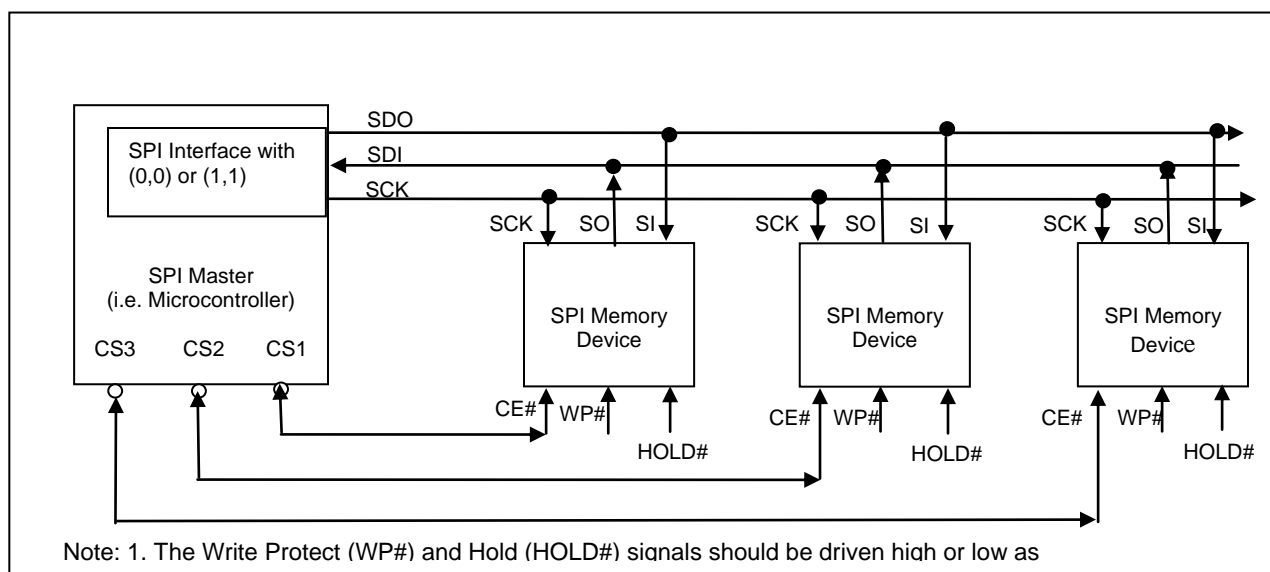 SDO
SPI Interface with
(0,0) or (1,1)
SDI
SCK
SCK SO SI
SCK SO SI
SCK SO SI
SPI Master
(i.e. Microcontroller)
SPI Memory
Device
SPI Memory
Device
SPI Memory
Device
CS3 CS2 CS1
CE# WP# HOLD#
CE# WP# HOLD#
CE# WP# HOLD#
Note: 1. The Write Protect (WP#) and Hold (HOLD#) signals should be driven high or low as